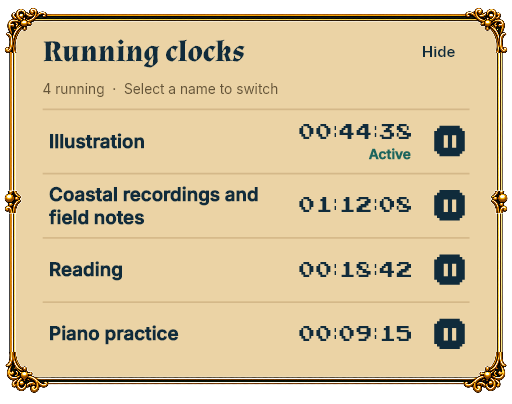 Running clocks
Hide
4 running · Select a name to switch
Illustration
00:44:38
Active
Coastal recordings and
field notes
01:12:08
Reading
00:18:42
Piano practice
00:09:15